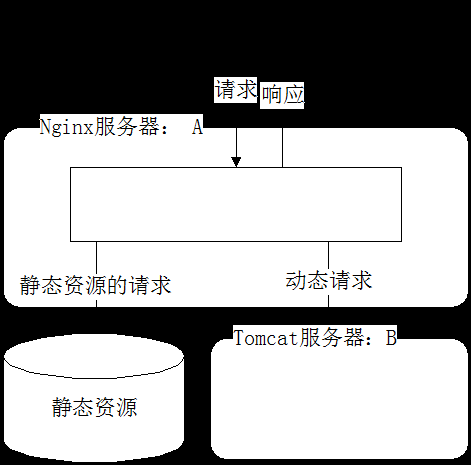 请求
响应
Nginx服务器： A
静态资源的请求
动态请求
Tomcat服务器：B
静态资源